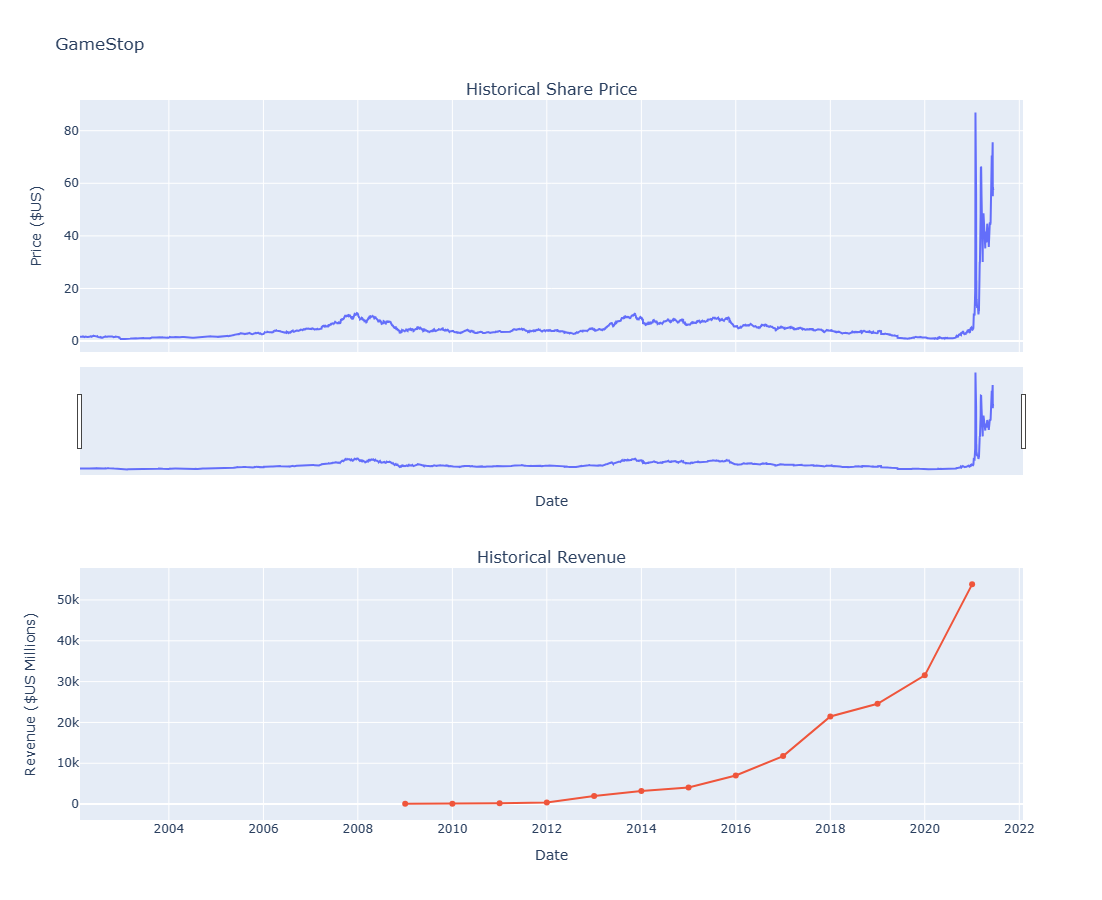 GameStop
Historical Share Price
80
60
40
20
0
Price ($US)
Date
Historical Revenue
50k
40k
30k
20k
10k
0
Revenue ($US Millions)
2004 2006 2008 2010 2012 2014 2016 2018 2020 2022
Date